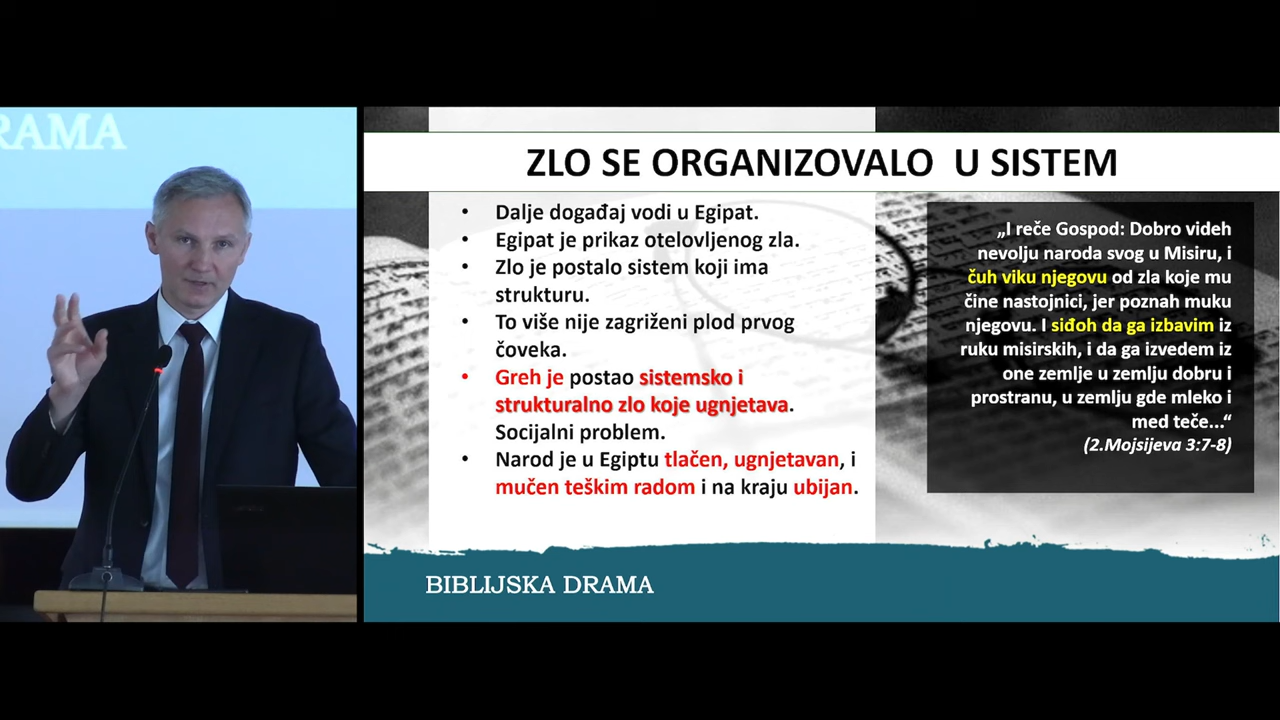 RAMA
ZLO SE ORGANIZOVALO U SISTEM
• Dalje događaj vodi u Egipat.
• Egipat je prikaz otelovljenog zla.
• Zlo je postalo sistem koji ima
strukturu.
• To više nije zagriženi plod prvog
čoveka.
• Greh je postao sistemsko i
strukturalno zlo koje ugnjetava.
Socijalni problem.
• Narod je u Egiptu tlačen, ugnjetavan, i
mučen teškim radom i na kraju ubijan.
„I reče Gospod: Dobro videh
nevolju naroda svog u Misiru, i
čuh viku njegovu od zla koje mu
čine nastojnici, jer poznah muku
njegovu. I siđoh da ga izbavim iz
ruku misirskih, i da ga izvedem iz
one zemlje u zemlju dobru i
prostranu, u zemlju gde mleko i
med teče...“
(2.Mojsijeva 3:7-8)
BIBLIJSKA DRAMA